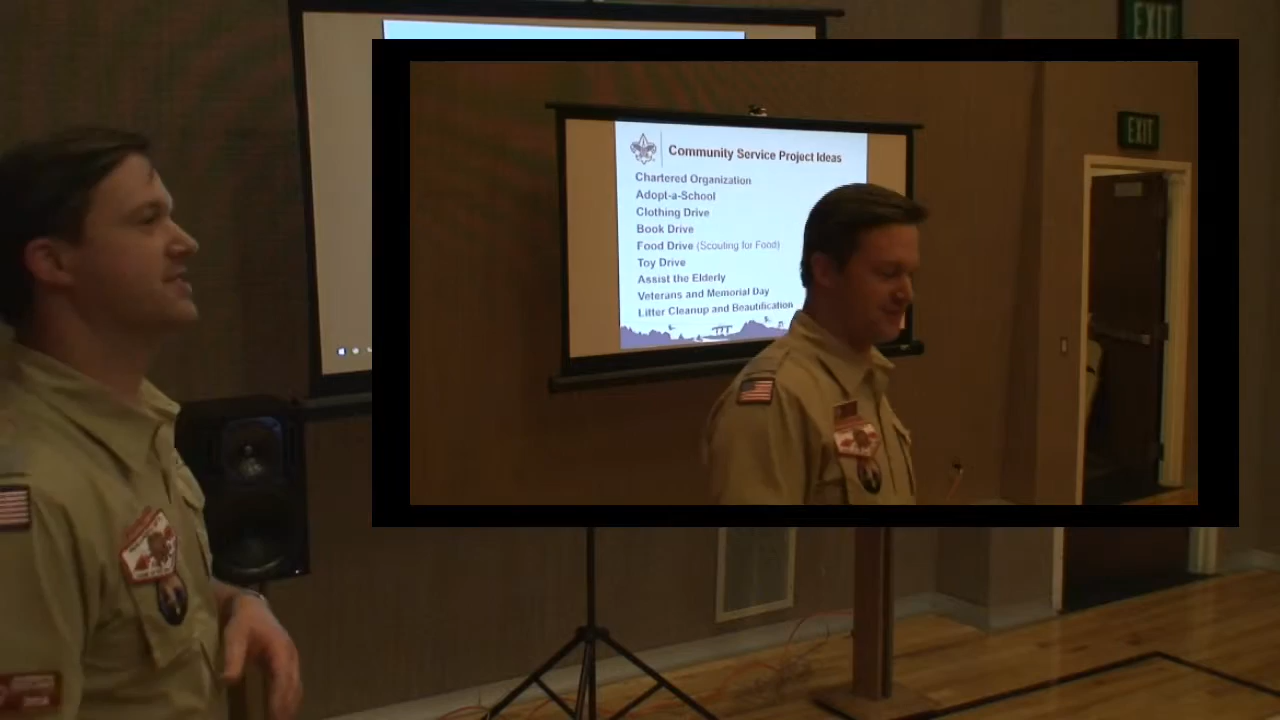 EXIT
EXIT
Community Service Project Ideas
Chartered Organization
Adopt-a-School
Clothing Drive
Book Drive
Food Drive (Scouting for Food)
Toy Drive
Assist the Elderly
Veterans and Memorial Day
Litter Cleanup and Beautification